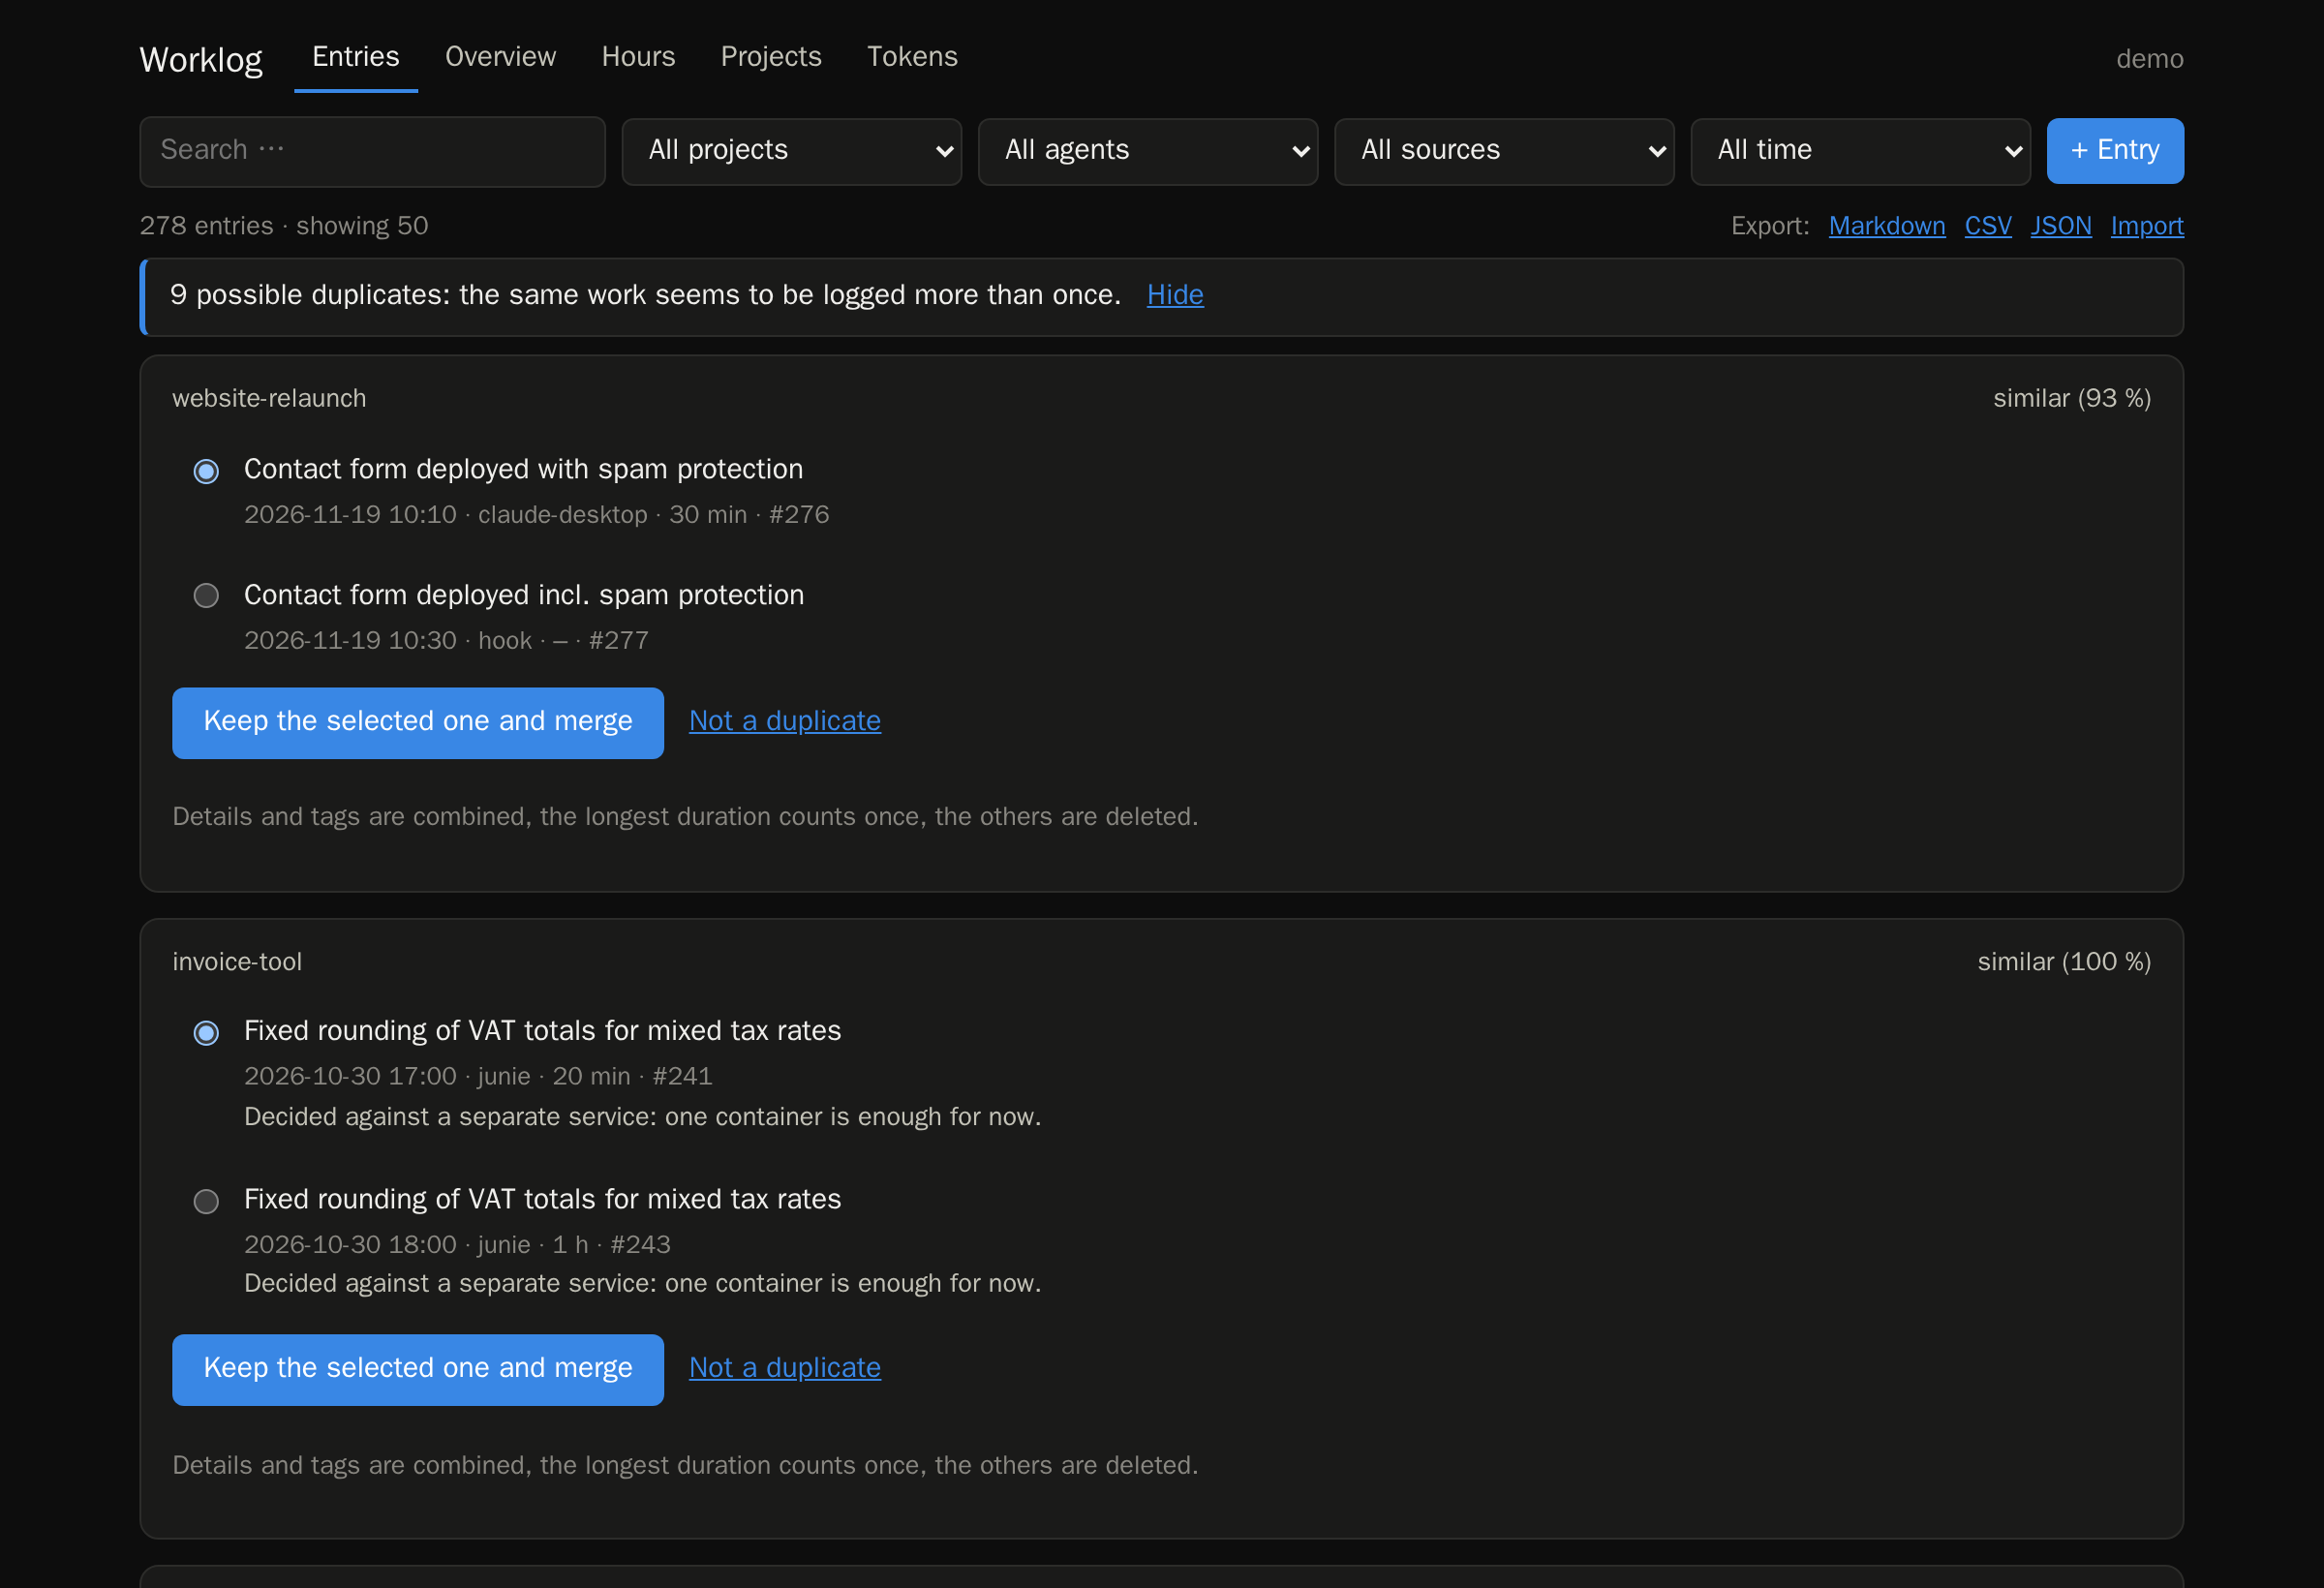 Worklog Entries Overview Hours Projects Tokens demo
Search ··· All projects All agents All sources All time + Entry
278 entries · showing 50 Export: Markdown CSV JSON Import
9 possible duplicates: the same work seems to be logged more than once. Hide
website-relaunch similar (93 %)
Contact form deployed with spam protection
2026-11-19 10:10 · claude-desktop · 30 min · #276
Contact form deployed incl. spam protection
2026-11-19 10:30 · hook · – · #277
Keep the selected one and merge Not a duplicate
Details and tags are combined, the longest duration counts once, the others are deleted.
invoice-tool similar (100 %)
Fixed rounding of VAT totals for mixed tax rates
2026-10-30 17:00 · junie · 20 min · #241
Decided against a separate service: one container is enough for now.
Fixed rounding of VAT totals for mixed tax rates
2026-10-30 18:00 · junie · 1 h · #243
Decided against a separate service: one container is enough for now.
Keep the selected one and merge Not a duplicate
Details and tags are combined, the longest duration counts once, the others are deleted.